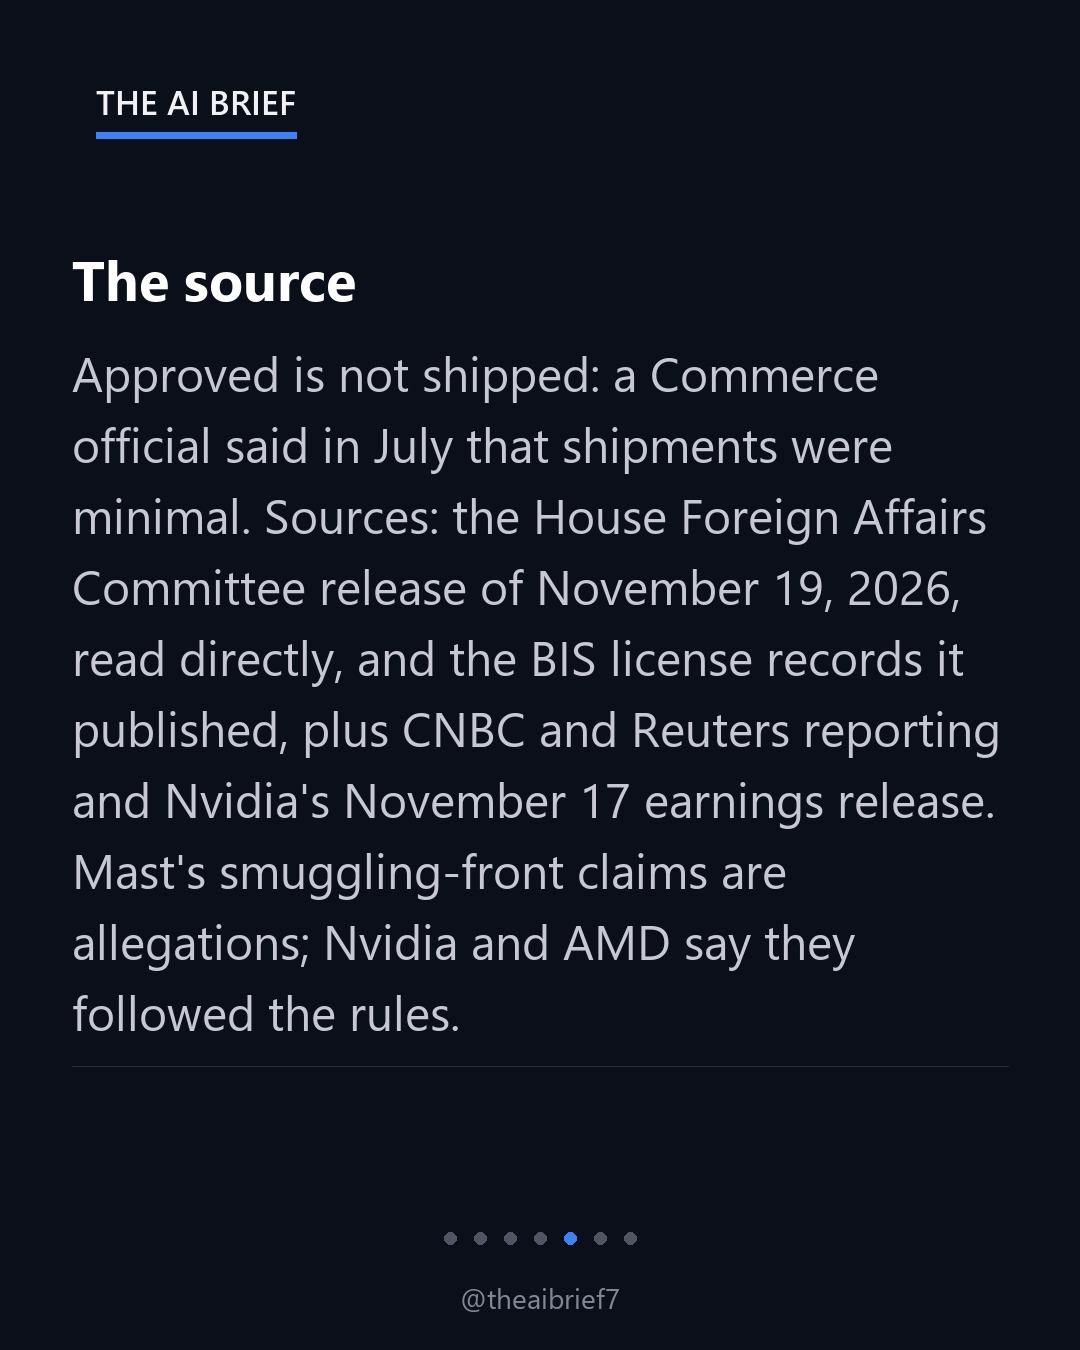 THE AI BRIEF
The source
Approved is not shipped: a Commerce
official said in July that shipments were
minimal. Sources: the House Foreign Affairs
Committee release of November 19, 2026,
read directly, and the BIS license records it
published, plus CNBC and Reuters reporting
and Nvidia's November 17 earnings release.
Mast's smuggling-front claims are
allegations; Nvidia and AMD say they
followed the rules.
@theaibrief7